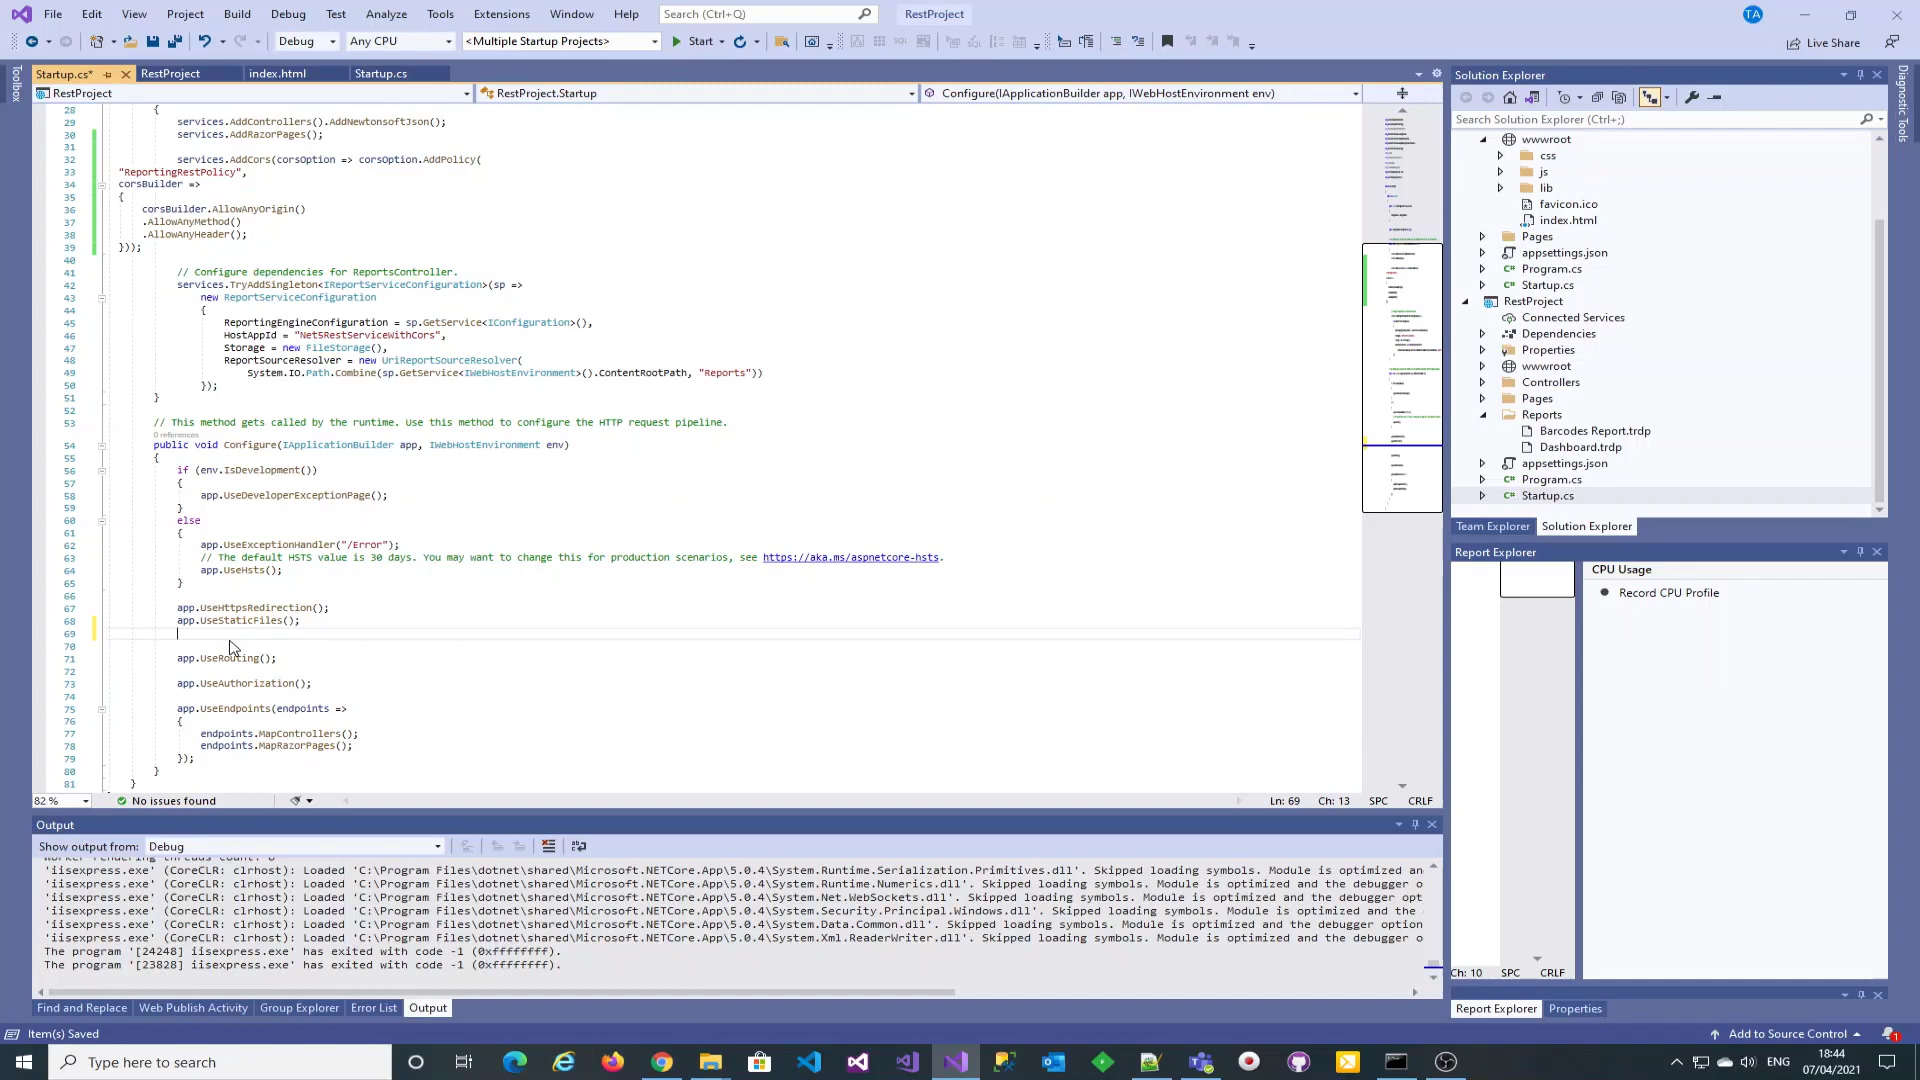 File Edit View Project Build Debug Test Analyze Tools Extensions Window Help Search (Ctrl+Q) RestProject TA
Debug Any CPU <Multiple Startup Projects> Start Live Share
Toolbox
Startup.cs* RestProject index.html Startup.cs
RestProject RestProject.Startup Configure(IApplicationBuilder app, IWebHostEnvironment env)
28 {
29 services.AddControllers().AddNewtonsoftJson();
30 services.AddRazorPages();
31
32 services.AddCors(corsOption => corsOption.AddPolicy(
33 "ReportingRestPolicy",
34 corsBuilder =>
35 {
36 corsBuilder.AllowAnyOrigin()
37 .AllowAnyMethod()
38 .AllowAnyHeader();
39 }));
40
41 // Configure dependencies for ReportsController.
42 services.TryAddSingleton<IReportServiceConfiguration>(sp =>
43 new ReportServiceConfiguration
44 {
45 ReportingEngineConfiguration = sp.GetService<IConfiguration>(),
46 HostAppId = "Net5RestServiceWithCors",
47 Storage = new FileStorage(),
48 ReportSourceResolver = new UriReportSourceResolver(
49 System.IO.Path.Combine(sp.GetService<IWebHostEnvironment>().ContentRootPath, "Reports"))
50 });
51 }
52
53 // This method gets called by the runtime. Use this method to configure the HTTP request pipeline.
0 references
54 public void Configure(IApplicationBuilder app, IWebHostEnvironment env)
55 {
56 if (env.IsDevelopment())
57 {
58 app.UseDeveloperExceptionPage();
59 }
60 else
61 {
62 app.UseExceptionHandler("/Error");
63 // The default HSTS value is 30 days. You may want to change this for production scenarios, see https://aka.ms/aspnetcore-hsts.
64 app.UseHsts();
65 }
66
67 app.UseHttpsRedirection();
68 app.UseStaticFiles();
69
70
71 app.UseRouting();
72
73 app.UseAuthorization();
74
75 app.UseEndpoints(endpoints =>
76 {
77 endpoints.MapControllers();
78 endpoints.MapRazorPages();
79 });
80 }
81 }
82 % No issues found Ln: 69 Ch: 13 SPC CRLF
Output
Show output from: Debug
'iisexpress.exe' (CoreCLR: clrhost): Loaded 'C:\Program Files\dotnet\shared\Microsoft.NETCore.App\5.0.4\System.Runtime.Serialization.Primitives.dll'. Skipped loading symbols. Module is optimized an
'iisexpress.exe' (CoreCLR: clrhost): Loaded 'C:\Program Files\dotnet\shared\Microsoft.NETCore.App\5.0.4\System.Runtime.Numerics.dll'. Skipped loading symbols. Module is optimized and the debugger o
'iisexpress.exe' (CoreCLR: clrhost): Loaded 'C:\Program Files\dotnet\shared\Microsoft.NETCore.App\5.0.4\System.Net.WebSockets.dll'. Skipped loading symbols. Module is optimized and the debugger opt
'iisexpress.exe' (CoreCLR: clrhost): Loaded 'C:\Program Files\dotnet\shared\Microsoft.NETCore.App\5.0.4\System.Security.Principal.Windows.dll'. Skipped loading symbols. Module is optimized and the
'iisexpress.exe' (CoreCLR: clrhost): Loaded 'C:\Program Files\dotnet\shared\Microsoft.NETCore.App\5.0.4\System.Data.Common.dll'. Skipped loading symbols. Module is optimized and the debugger option
'iisexpress.exe' (CoreCLR: clrhost): Loaded 'C:\Program Files\dotnet\shared\Microsoft.NETCore.App\5.0.4\System.Xml.ReaderWriter.dll'. Skipped loading symbols. Module is optimized and the debugger o
The program '[24248] iisexpress.exe' has exited with code -1 (0xffffffff).
The program '[23828] iisexpress.exe' has exited with code -1 (0xffffffff).
Find and Replace Web Publish Activity Group Explorer Error List Output
Solution Explorer
Search Solution Explorer (Ctrl+;)
wwwroot
css
js
lib
favicon.ico
index.html
Pages
appsettings.json
Program.cs
Startup.cs
RestProject
Connected Services
Dependencies
Properties
wwwroot
Controllers
Pages
Reports
Barcodes Report.trdp
Dashboard.trdp
appsettings.json
Program.cs
Startup.cs
Team Explorer Solution Explorer
Report Explorer
CPU Usage
Record CPU Profile
Ch: 10 SPC CRLF
Report Explorer Properties
Diagnostic Tools
Item(s) Saved Add to Source Control 1
Type here to search ENG 18:44
07/04/2021